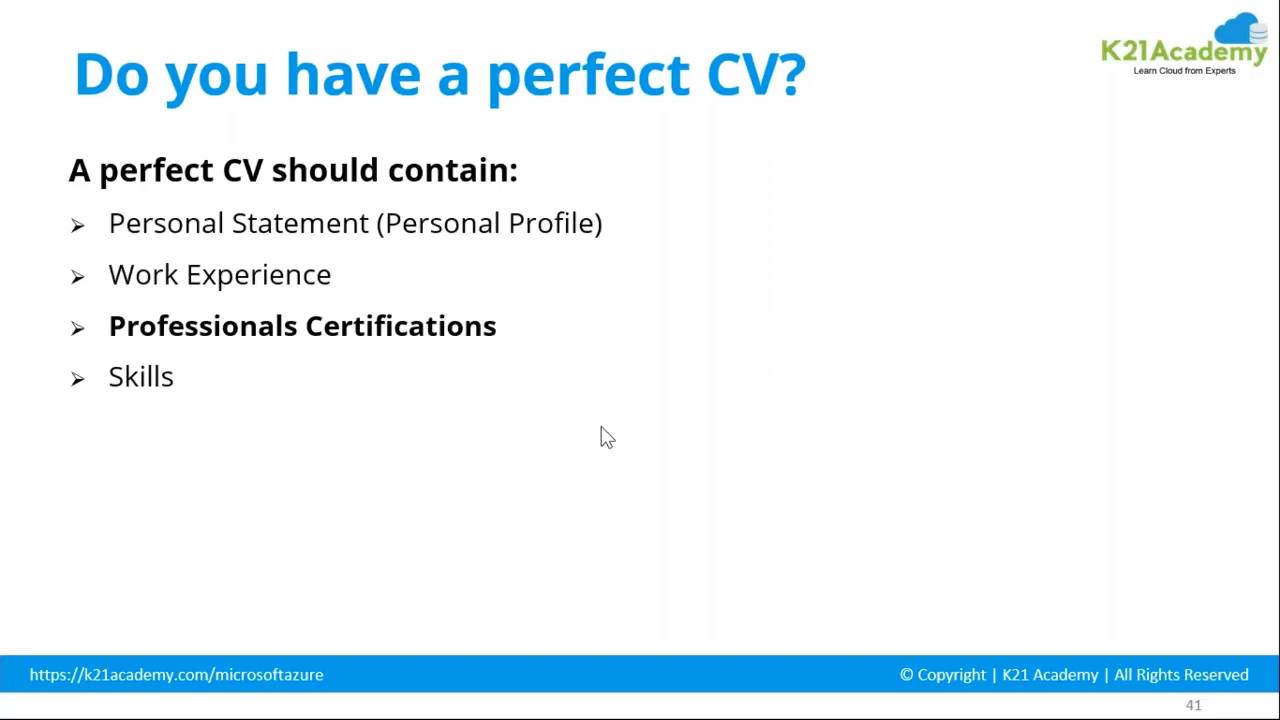 K21Academy
Learn Cloud from Experts
Do you have a perfect CV?
A perfect CV should contain:
➢ Personal Statement (Personal Profile)
➢ Work Experience
➢ Professionals Certifications
➢ Skills
https://k21academy.com/microsoftazure
© Copyright | K21 Academy | All Rights Reserved
41